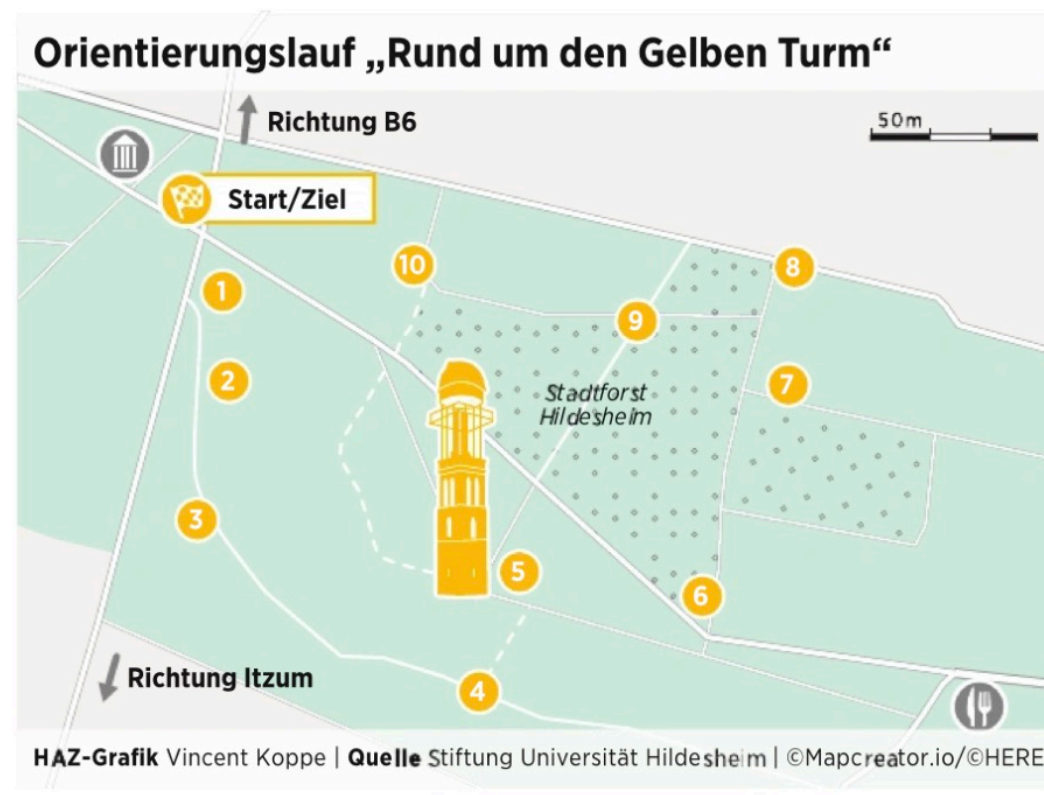 Orientierungslauf „Rund um den Gelben Turm“
Richtung B6
50m
Start/Ziel
10
8
1
9
2
7
Stadtforst
Hildesheim
3
5
6
4
Richtung Itzum
HAZ-Grafik Vincent Koppe | Quelle Stiftung Universität Hildesheim | ©Mapcreator.io/©HERE